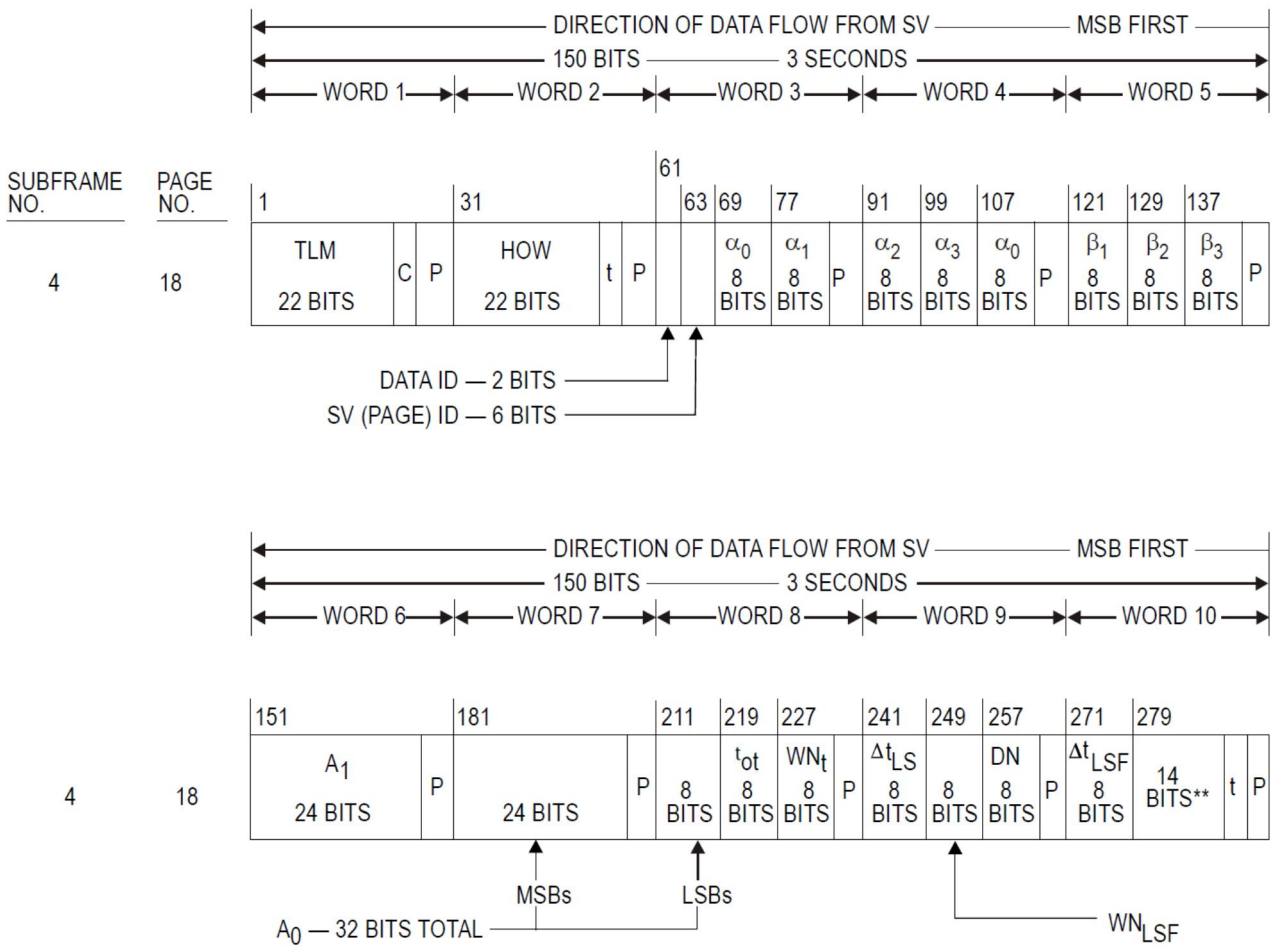 DIRECTION OF DATA FLOW FROM SV MSB FIRST
150 BITS 3 SECONDS
WORD 1 WORD 2 WORD 3 WORD 4 WORD 5
SUBFRAME NO. PAGE NO.
61
1 31 63 69 77 91 99 107 121 129 137
4 18
TLM 22 BITS C P HOW 22 BITS t P α0 8 BITS α1 8 BITS P α2 8 BITS α3 8 BITS α0 8 BITS P β1 8 BITS β2 8 BITS β3 8 BITS P
DATA ID — 2 BITS
SV (PAGE) ID — 6 BITS
DIRECTION OF DATA FLOW FROM SV MSB FIRST
150 BITS 3 SECONDS
WORD 6 WORD 7 WORD 8 WORD 9 WORD 10
151 181 211 219 227 241 249 257 271 279
4 18
A1 24 BITS P 24 BITS P 8 BITS tot 8 BITS WNt 8 BITS P ΔtLS 8 BITS 8 BITS DN 8 BITS P ΔtLSF 8 BITS 14 BITS** t P
MSBs LSBs
A0 — 32 BITS TOTAL
WNLSF